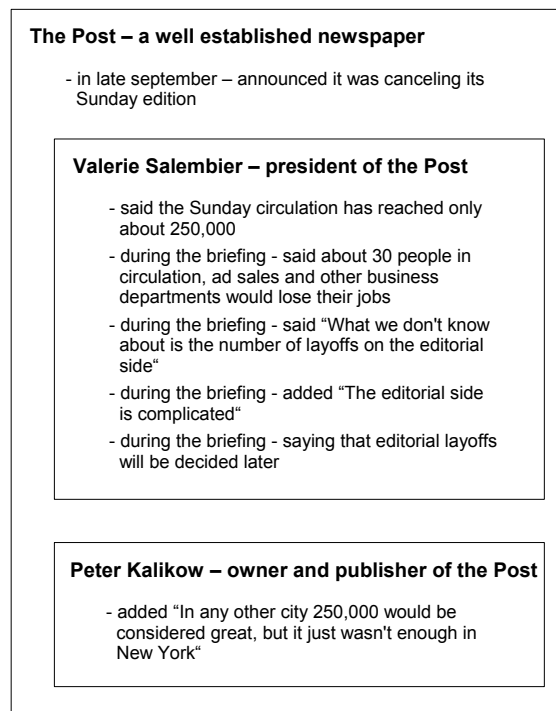 The Post – a well established newspaper
- in late september – announced it was canceling its
Sunday edition
Valerie Salembier – president of the Post
- said the Sunday circulation has reached only
about 250,000
- during the briefing - said about 30 people in
circulation, ad sales and other business
departments would lose their jobs
- during the briefing - said “What we don't know
about is the number of layoffs on the editorial
side“
- during the briefing - added “The editorial side
is complicated“
- during the briefing - saying that editorial layoffs
will be decided later
Peter Kalikow – owner and publisher of the Post
- added “In any other city 250,000 would be
considered great, but it just wasn't enough in
New York“